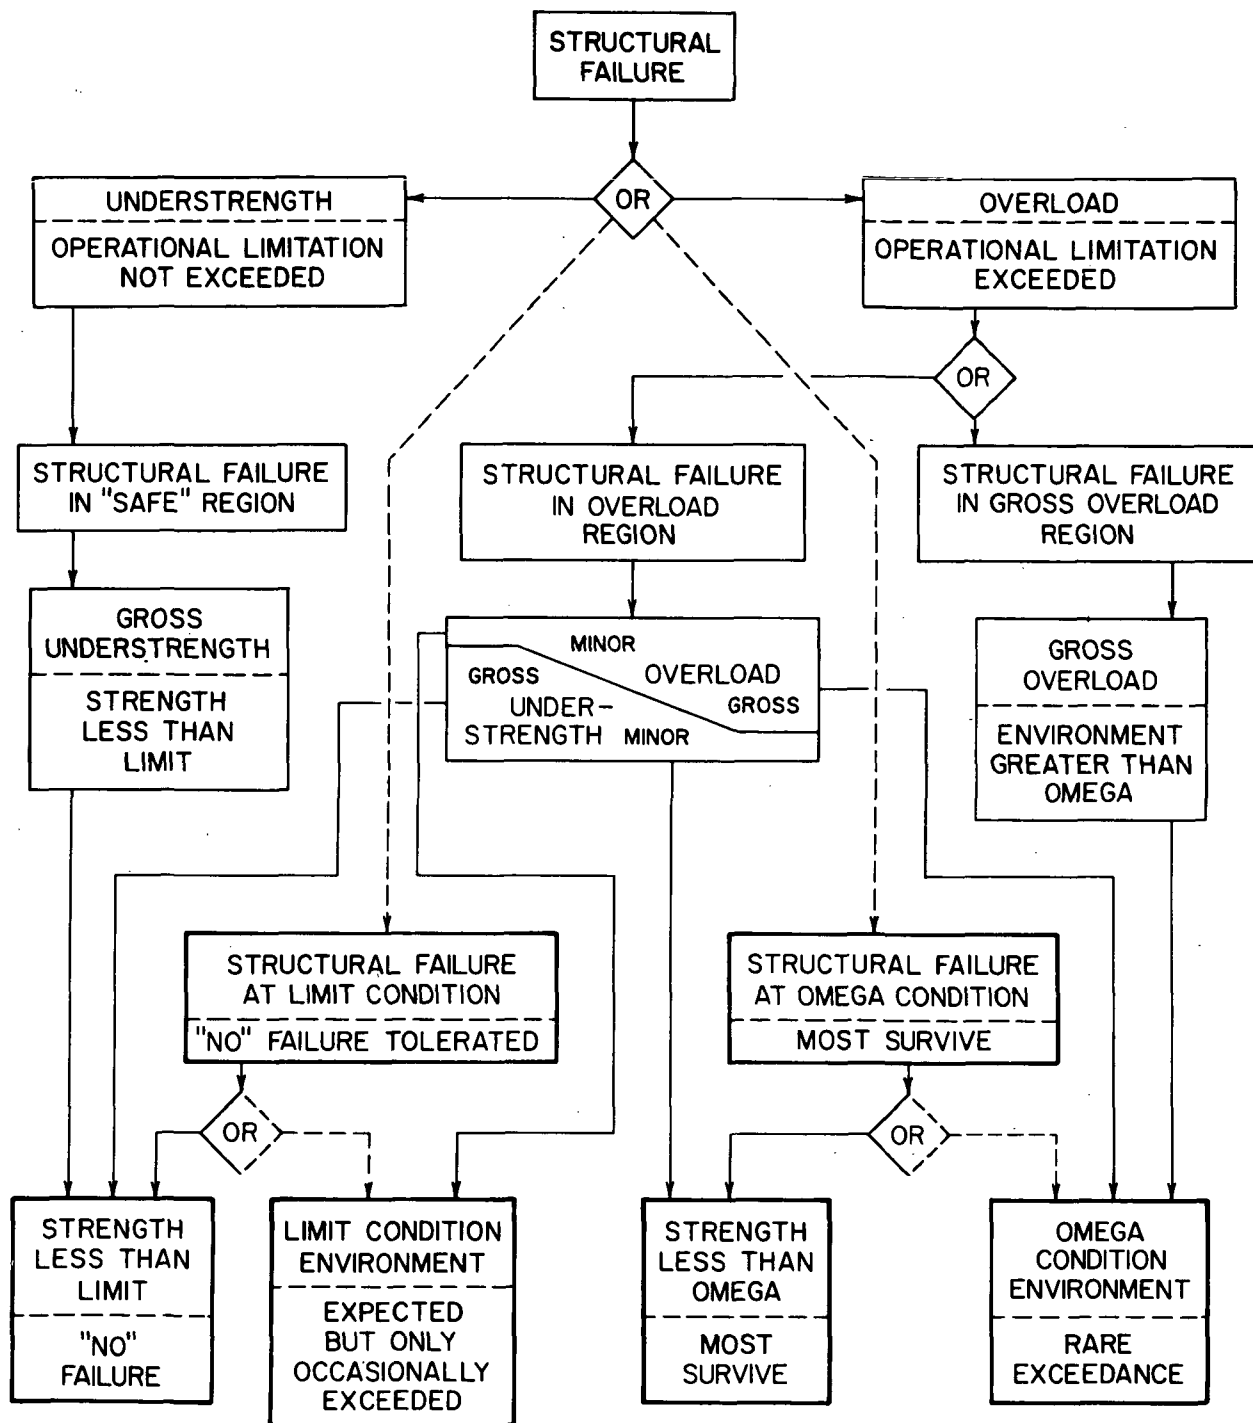 STRUCTURAL
FAILURE
OR
UNDERSTRENGTH
OPERATIONAL LIMITATION
NOT EXCEEDED
OVERLOAD
OPERATIONAL LIMITATION
EXCEEDED
OR
STRUCTURAL FAILURE
IN "SAFE" REGION
STRUCTURAL FAILURE
IN OVERLOAD
REGION
STRUCTURAL FAILURE
IN GROSS OVERLOAD
REGION
GROSS
UNDERSTRENGTH
STRENGTH
LESS THAN
LIMIT
MINOR
OVERLOAD
GROSS
GROSS
UNDER-
STRENGTH MINOR
GROSS
OVERLOAD
ENVIRONMENT
GREATER THAN
OMEGA
STRUCTURAL FAILURE
AT LIMIT CONDITION
"NO" FAILURE TOLERATED
STRUCTURAL FAILURE
AT OMEGA CONDITION
MOST SURVIVE
OR
OR
STRENGTH
LESS THAN
LIMIT
"NO"
FAILURE
LIMIT CONDITION
ENVIRONMENT
EXPECTED
BUT ONLY
OCCASIONALLY
EXCEEDED
STRENGTH
LESS THAN
OMEGA
MOST
SURVIVE
OMEGA
CONDITION
ENVIRONMENT
RARE
EXCEEDANCE